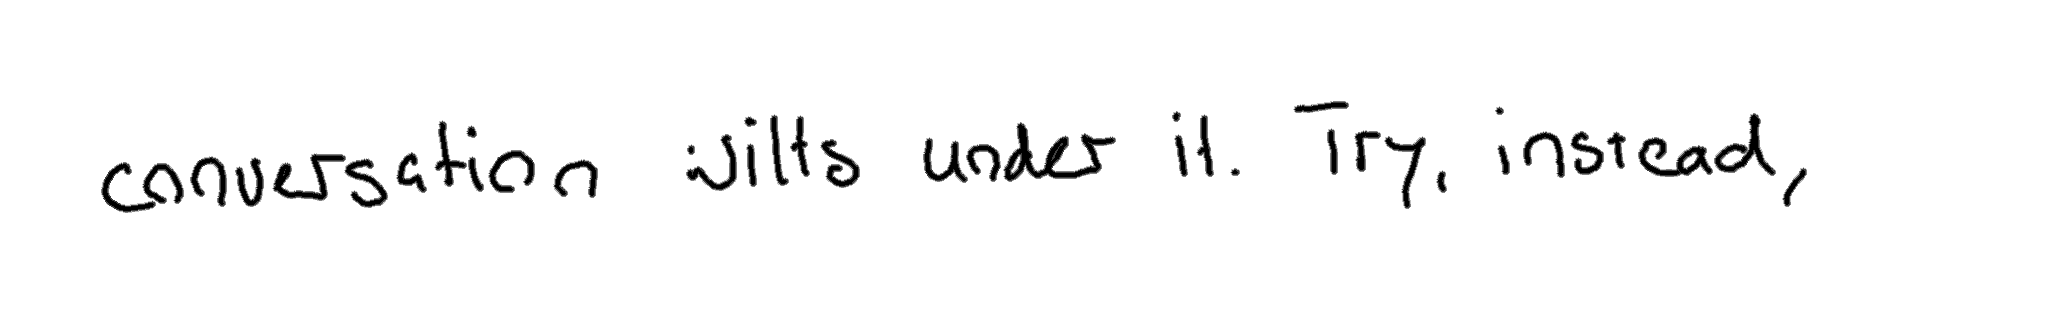 conversation wilts under it. Try, instead,